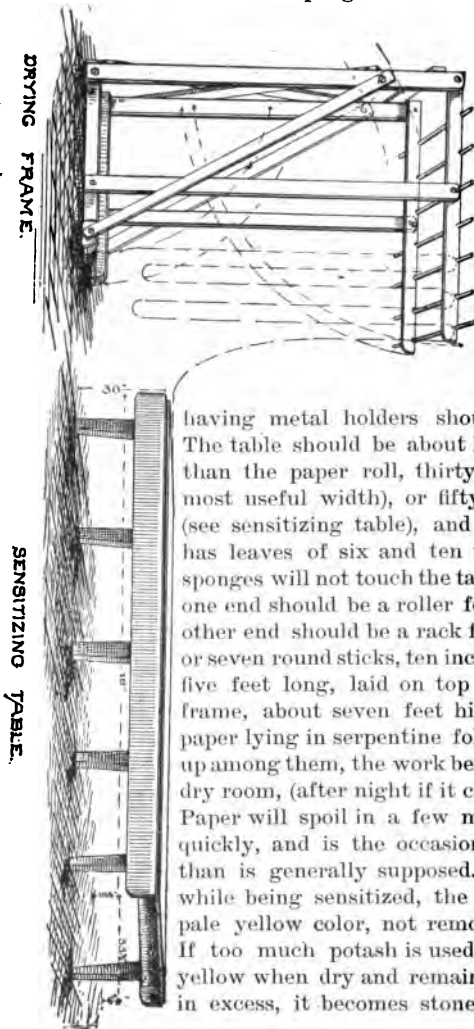 DRYING FRAME.
30"
SENSITIZING TABLE.
having metal holders shou
The table should be about
than the paper roll, thirty
most useful width), or fifty
(see sensitizing table), and
has leaves of six and ten
sponges will not touch the ta
one end should be a roller f
other end should be a rack f
or seven round sticks, ten inc
five feet long, laid on top
frame, about seven feet hi
paper lying in serpentine fo
up among them, the work be
dry room, (after night if it c
Paper will spoil in a few m
quickly, and is the occasion
than is generally supposed.
while being sensitized, the
pale yellow color, not remo
If too much potash is used
yellow when dry and remain
in excess, it becomes stone